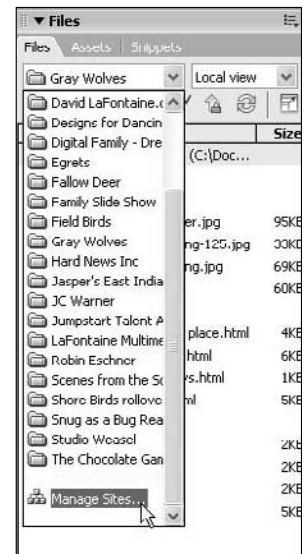 Files
Files Assets Snippets
Gray Wolves Local view
David LaFontaine.c
Size
Designs for Dancin
Digital Family - Dre
(C:\Doc...
Egrets
Fallow Deer
Family Slide Show
Field Birds er.jpg 95KB
Gray Wolves ng-125.jpg 33KB
Hard News Inc ng.jpg 69KB
Jasper's East India 60KB
JC Warner
Jumpstart Talent A
LaFontaine Multime place.html 4KB
Robin Eschner html 6KB
Scenes from the Sc ys.html 1KB
Shore Birds rollove ml 5KB
Snug as a Bug Rea
Studio Weasel 2KB
The Chocolate Gan 2KB
Manage Sites... 2KB
5KB